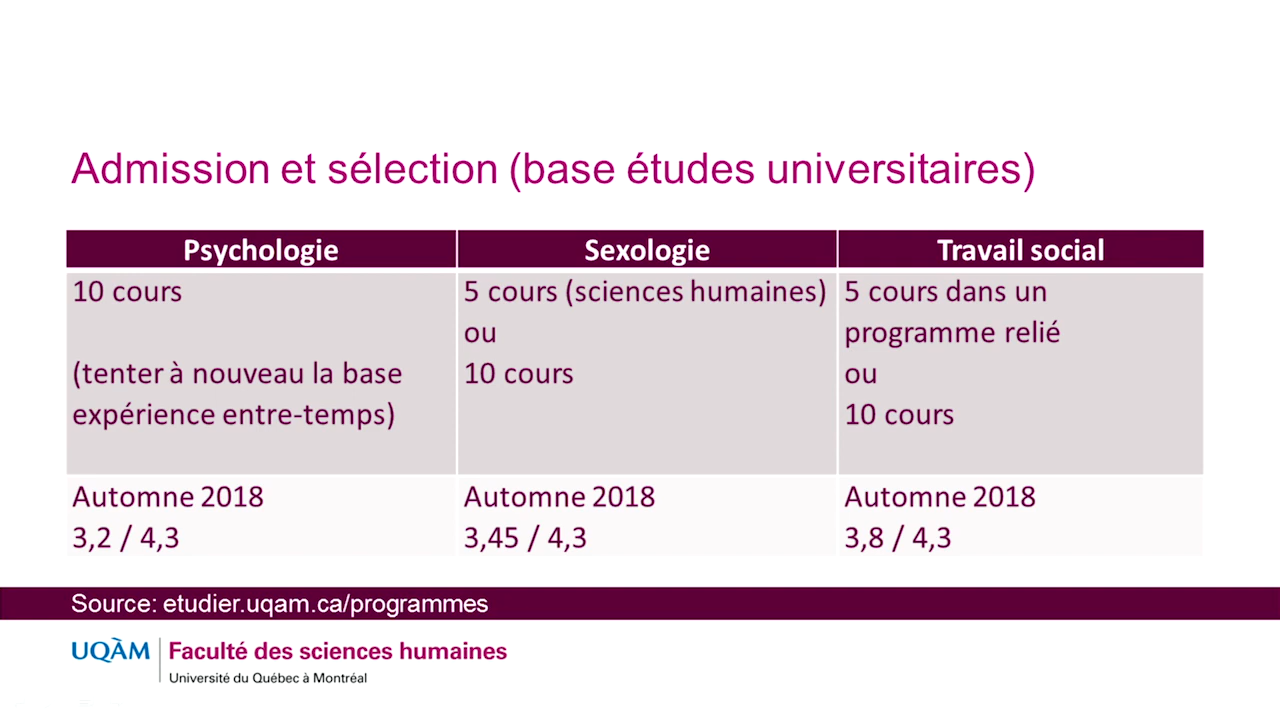 Admission et sélection (base études universitaires)
Psychologie
Sexologie
Travail social
10 cours
(tenter à nouveau la base
expérience entre-temps)
5 cours (sciences humaines)
ou
10 cours
5 cours dans un
programme relié
ou
10 cours
Automne 2018
3,2 / 4,3
Automne 2018
3,45 / 4,3
Automne 2018
3,8 / 4,3
Source: etudier.uqam.ca/programmes
UQÀM
Faculté des sciences humaines
Université du Québec à Montréal